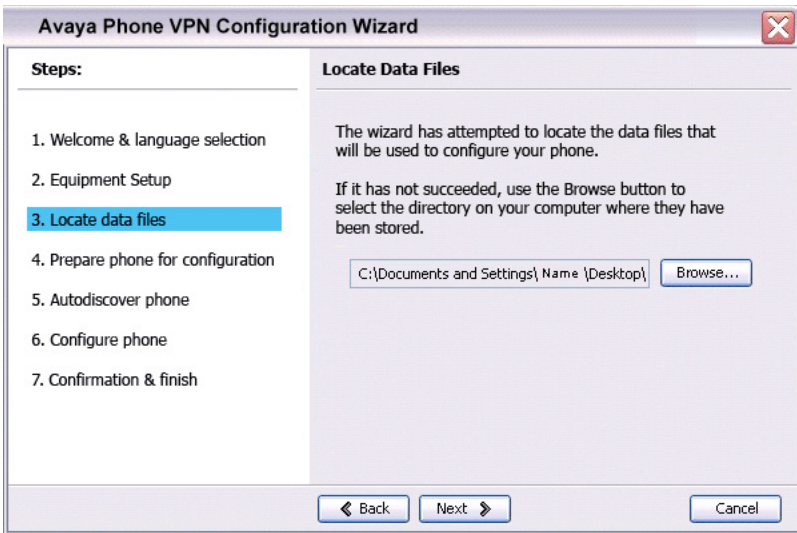 Avaya Phone VPN Configuration Wizard
Steps:
1. Welcome & language selection
2. Equipment Setup
3. Locate data files
4. Prepare phone for configuration
5. Autodiscover phone
6. Configure phone
7. Confirmation & finish
Locate Data Files
The wizard has attempted to locate the data files that
will be used to configure your phone.
If it has not succeeded, use the Browse button to
select the directory on your computer where they have
been stored.
C:\Documents and Settings\ Name \Desktop\
Browse...
Back
Next
Cancel